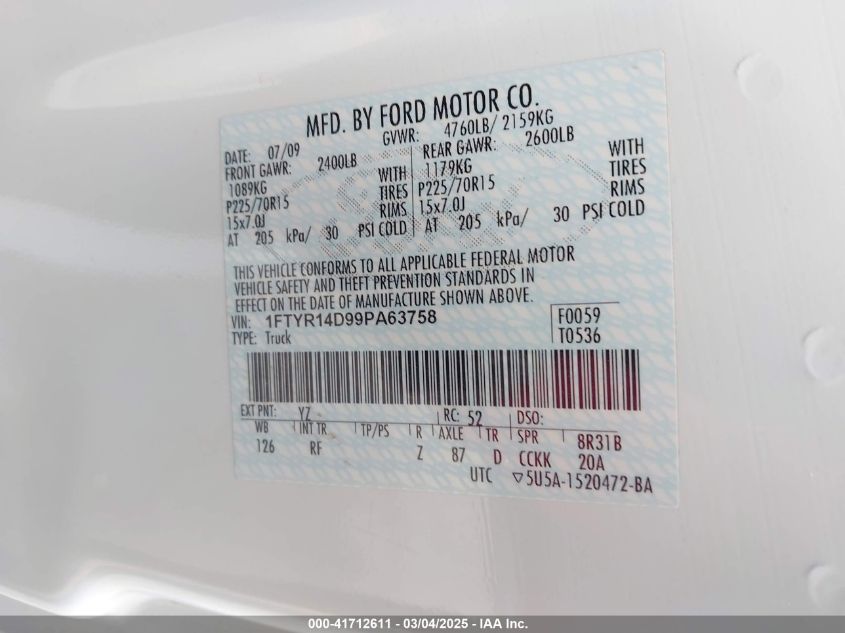 MFD. BY FORD MOTOR CO.
DATE: 07/09 GVWR: 4760LB/ 2159KG
FRONT GAWR: 2400LB REAR GAWR: 2600LB
1089KG WITH 1179KG WITH
P225/70R15 TIRES P225/70R15 TIRES
15x7.0J RIMS 15x7.0J RIMS
AT 205 kPa/ 30 PSI COLD AT 205 kPa/ 30 PSI COLD
THIS VEHICLE CONFORMS TO ALL APPLICABLE FEDERAL MOTOR
VEHICLE SAFETY AND THEFT PREVENTION STANDARDS IN
EFFECT ON THE DATE OF MANUFACTURE SHOWN ABOVE.
VIN: 1FTYR14D99PA63758 F0059
TYPE: Truck T0536
EXT PNT: YZ RC: 52 DSO:
WB INT TR TP/PS R AXLE TR SPR 8R31B
126 RF Z 87 D CCKK 20A
UTC ▽5U5A-1520472-BA
000-41712611 - 03/04/2025 - IAA Inc.